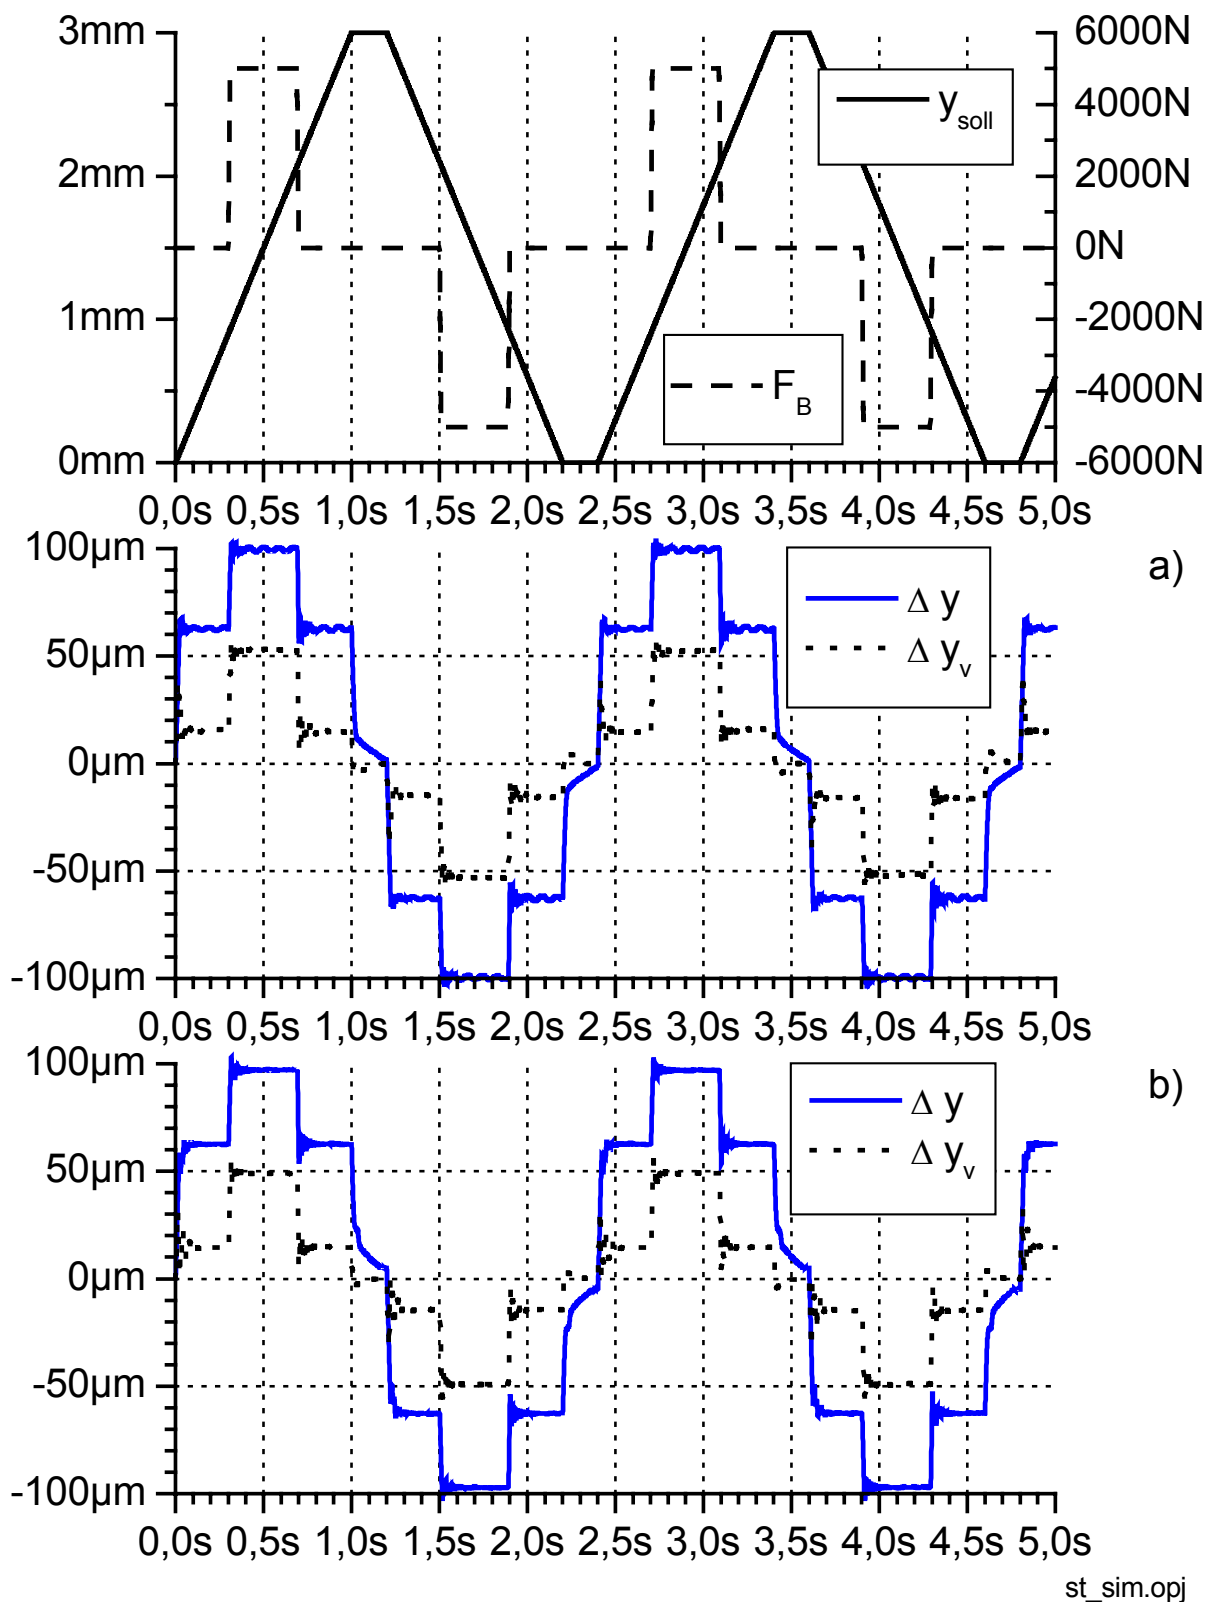 3mm 6000N
y_soll 4000N
2mm 2000N
0N
1mm -2000N
F_B -4000N
0mm -6000N
0,0s 0,5s 1,0s 1,5s 2,0s 2,5s 3,0s 3,5s 4,0s 4,5s 5,0s
100µm a)
Δ y
50µm Δ y_v
0µm
-50µm
-100µm
0,0s 0,5s 1,0s 1,5s 2,0s 2,5s 3,0s 3,5s 4,0s 4,5s 5,0s
100µm b)
Δ y
50µm Δ y_v
0µm
-50µm
-100µm
0,0s 0,5s 1,0s 1,5s 2,0s 2,5s 3,0s 3,5s 4,0s 4,5s 5,0s
st_sim.opj